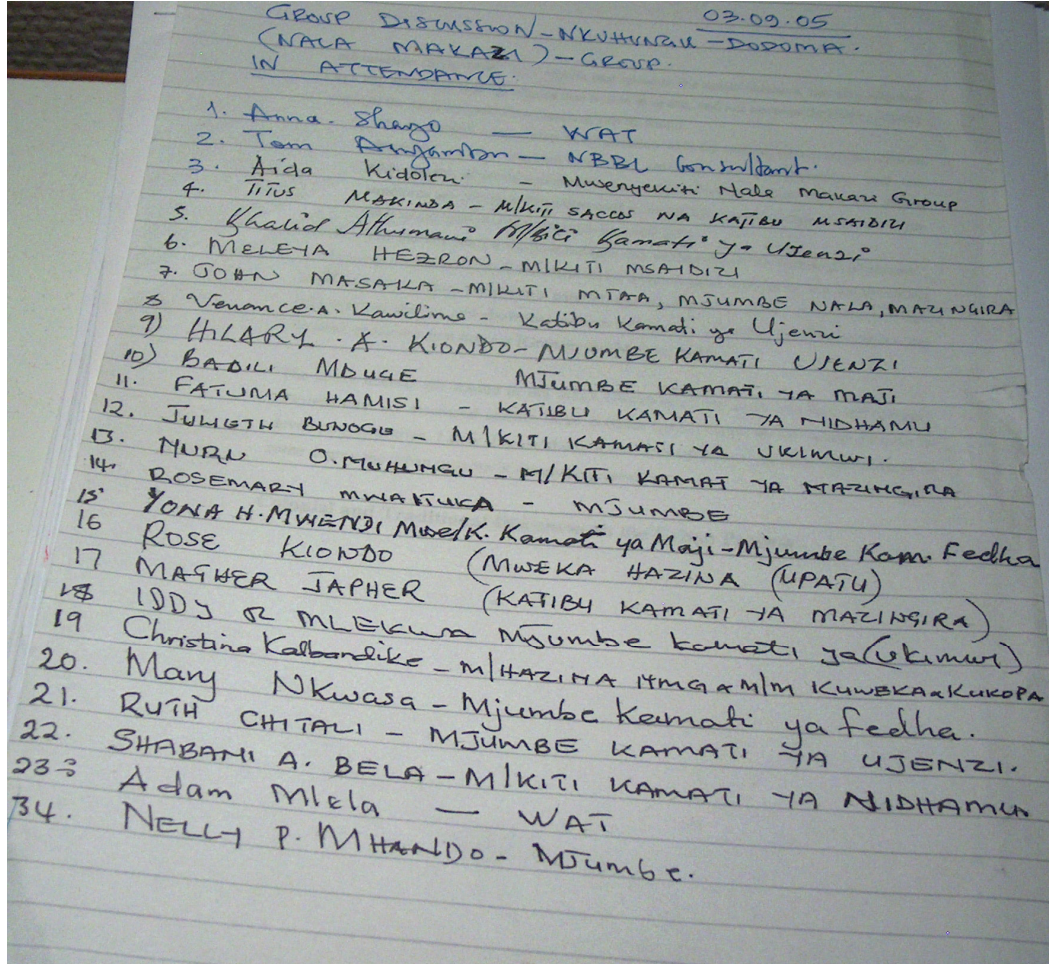 03.09.05
GROUP DISCUSSION - NKUHUNGU - DODOMA.
(NALA MAKAZI) - GROUP.
IN ATTENDANCE:
1. Anna. Shayo — WAT
2. Tom — NBBL Consultant.
3. Aida Kidolezi - Mwenyekiti Nala Makazi Group
4. TITUS MAKINDA - M/KITI SACCOS NA KATIBU MSAIDIZI
5. Khalid Athumani M/kiti Kamati ya Ujenzi
6. MELEYA HEZRON - M/KITI MSAIDIZI
7. JOHN MASAKA - M/KITI MTAA, MJUMBE NALA, MAZINGIRA
8 Venance. A. Kawilimo - Katibu Kamati ya Ujenzi
9) HILARY. A. KIONDO - MJUMBE KAMATI UJENZI
10) BADILI MDUGE MJUMBE KAMATI YA MAJI
11. FATUMA HAMISI - KATIBU KAMATI YA NIDHAMU
12. JULIETH BUNOGU - M/KITI KAMATI YA UKIMWI.
13. NURU O. MUHUNGU - M/KITI KAMATI YA MAZINGIRA
14. ROSEMARY MWAKUKA - MJUMBE
15 YONA H. MWENDI Mwe/K. Kamati ya Maji - Mjumbe Kam. Fedha
16 ROSE KIONDO (MWEKA HAZINA (UPATU)
17 MAGHER JAPHER (KATIBU KAMATI YA MAZINGIRA)
18 IDDY R MLEKWA Mjumbe kamati ya (ukimwi)
19 Christina Kalbandike - M/HAZINA M/M KUWEKA & KUKOPA
20. Mary Nkwasa - Mjumbe Kamati ya fedha.
21. RUTH CHITALI - MJUMBE KAMATI YA UJENZI.
22. SHABANI A. BELA - M/KITI KAMATI YA NIDHAMU
23 Adam Mlela — WAT
34. NELLY P. MHANDO - MJumbe.